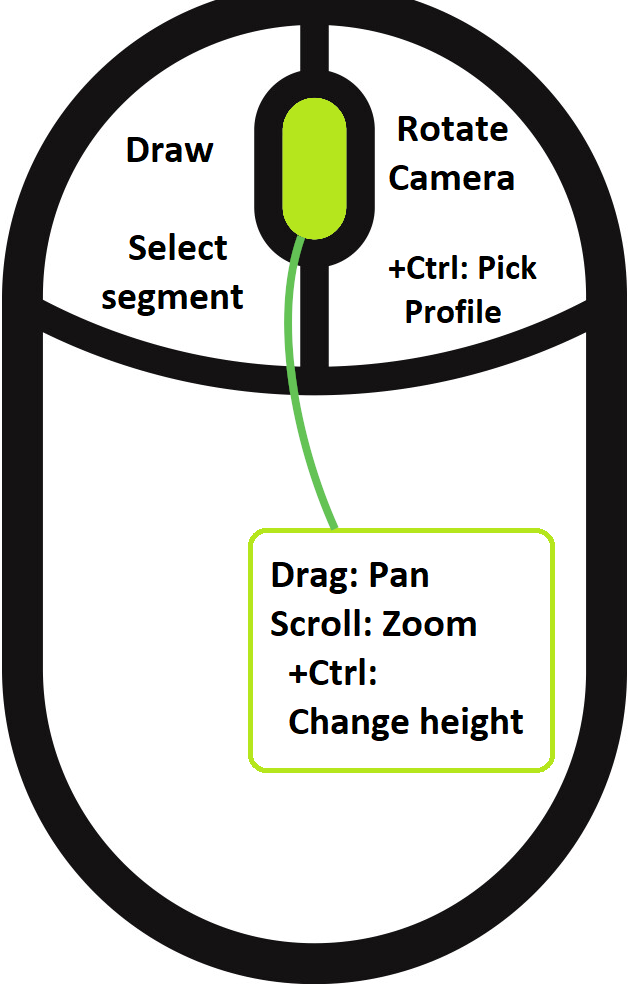 Draw
Select
segment
Rotate
Camera
+Ctrl: Pick
Profile
Drag: Pan
Scroll: Zoom
+Ctrl:
Change height